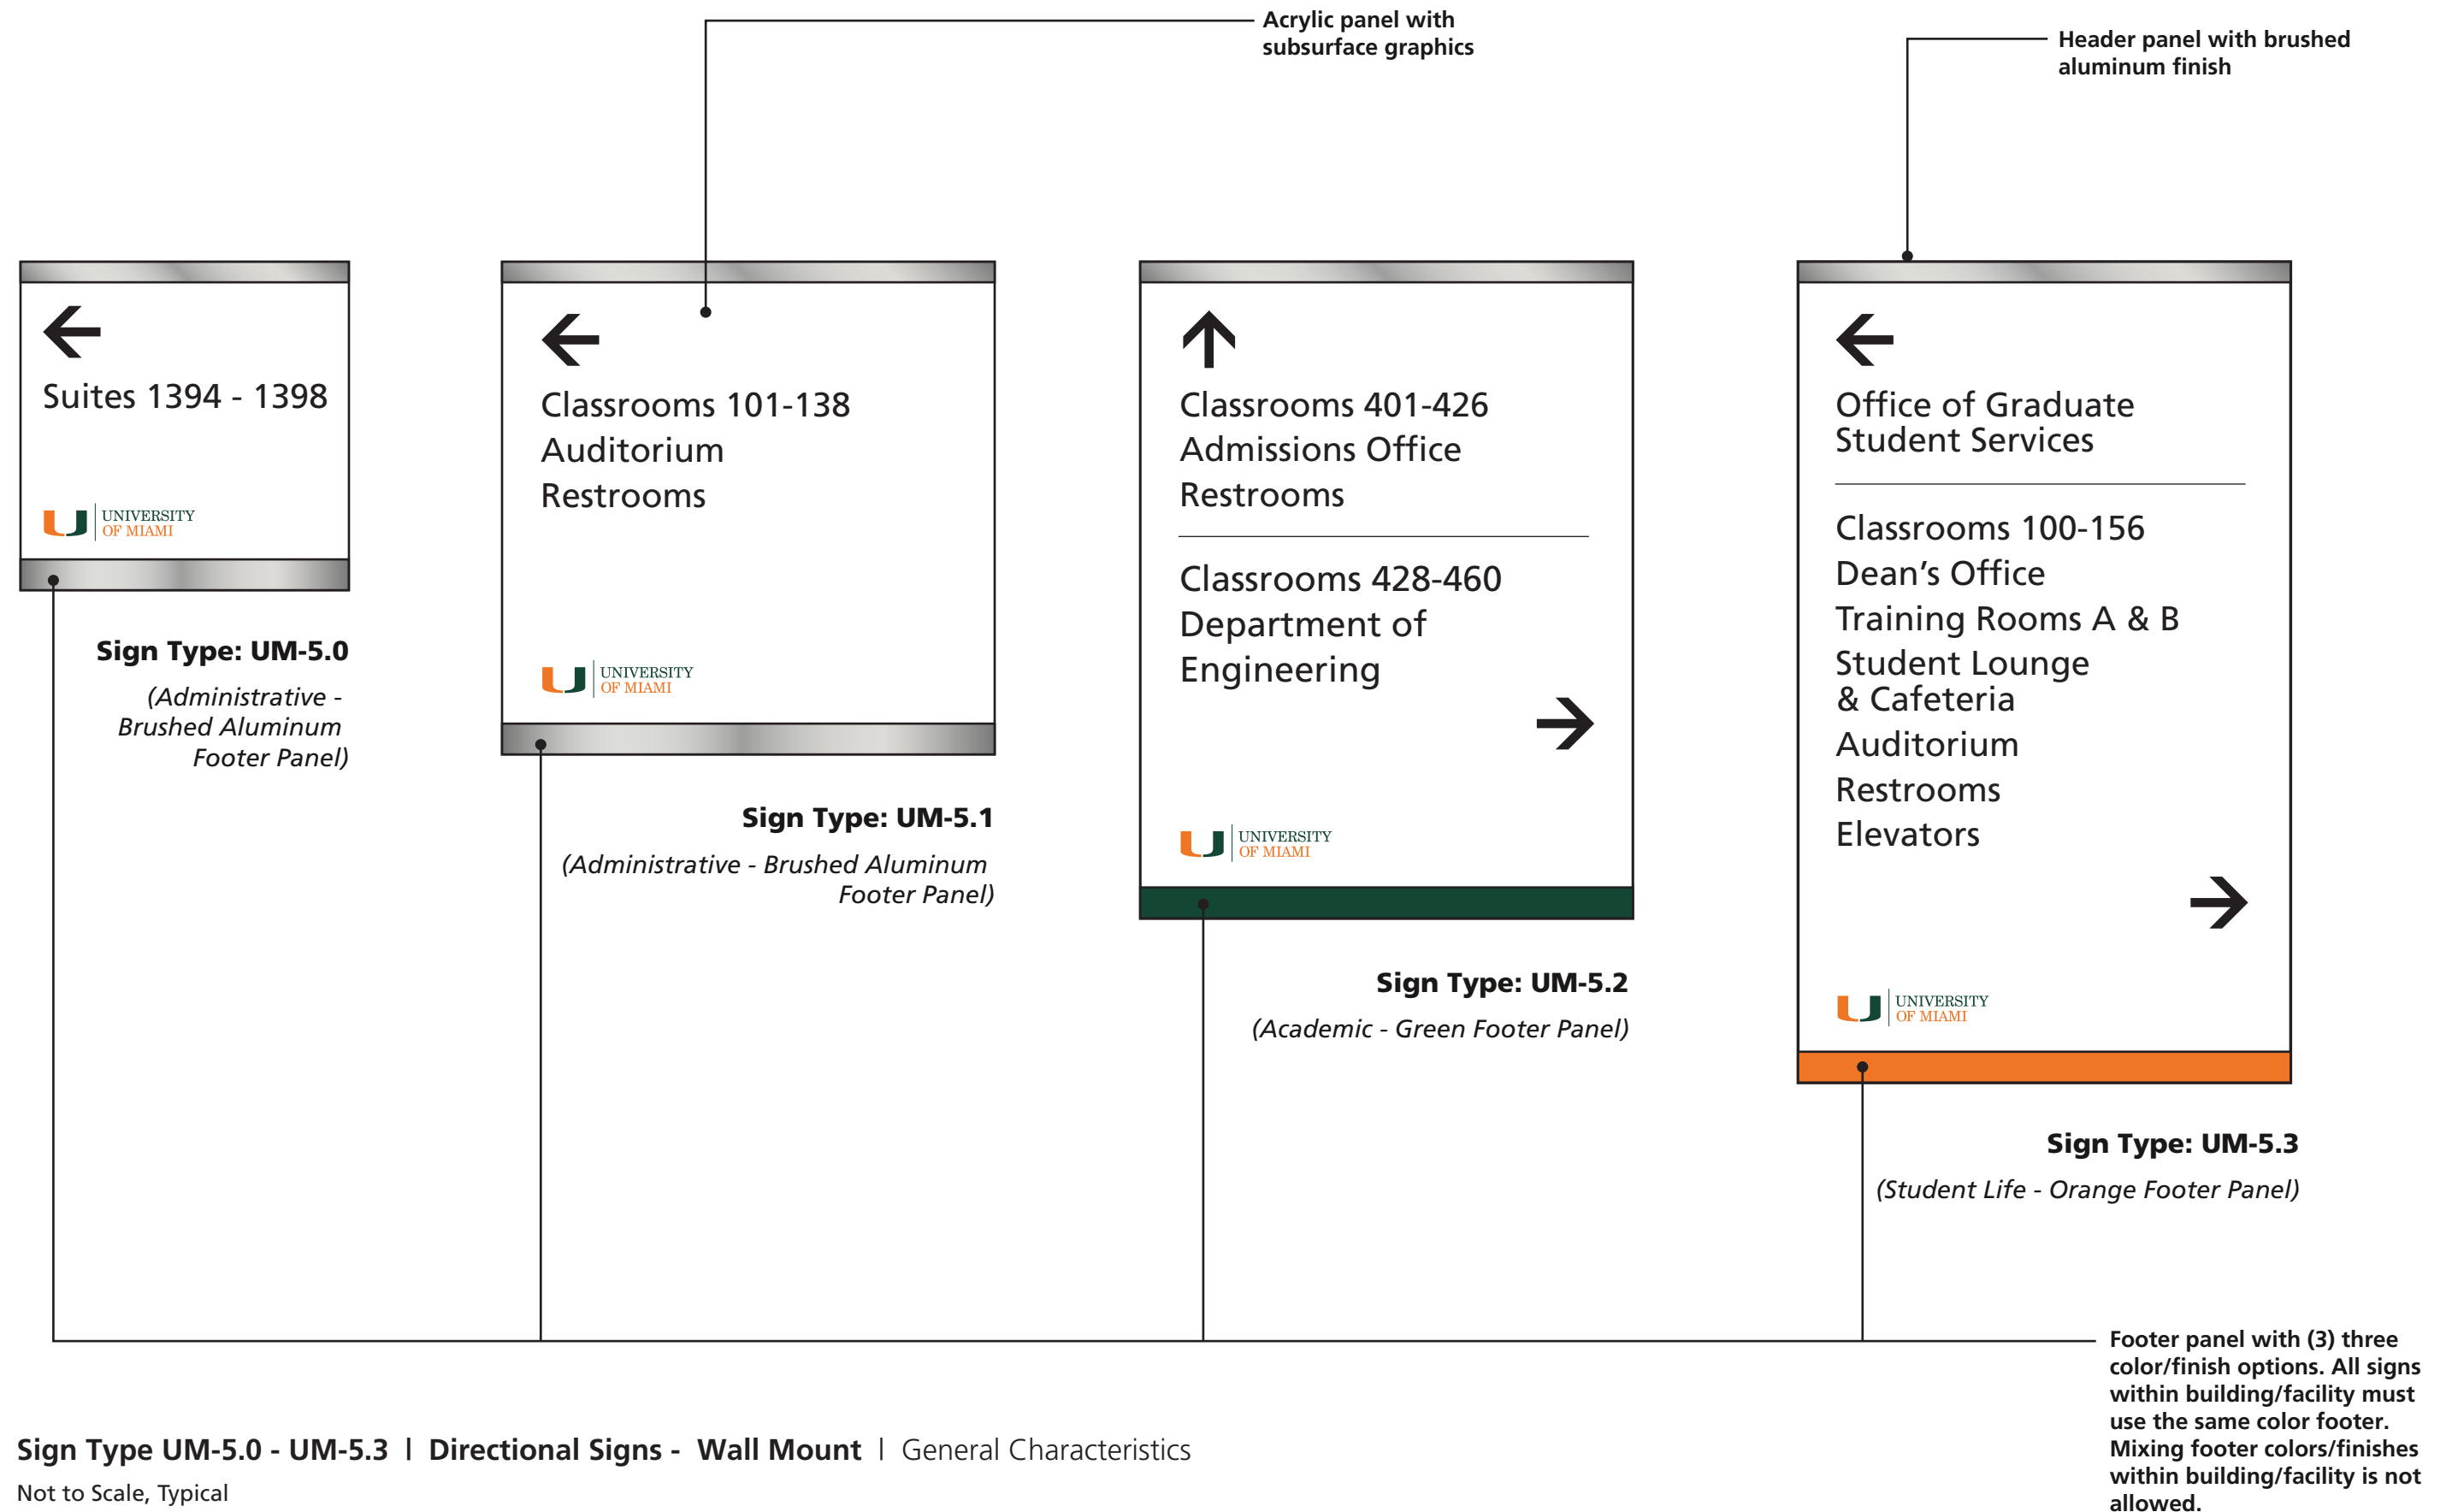 Acrylic panel with
subsurface graphics
Header panel with brushed
aluminum finish
Suites 1394 - 1398
UNIVERSITY
OF MIAMI
Sign Type: UM-5.0
(Administrative -
Brushed Aluminum
Footer Panel)
Classrooms 101-138
Auditorium
Restrooms
UNIVERSITY
OF MIAMI
Sign Type: UM-5.1
(Administrative - Brushed Aluminum
Footer Panel)
Classrooms 401-426
Admissions Office
Restrooms
Classrooms 428-460
Department of
Engineering
UNIVERSITY
OF MIAMI
Sign Type: UM-5.2
(Academic - Green Footer Panel)
Office of Graduate
Student Services
Classrooms 100-156
Dean’s Office
Training Rooms A & B
Student Lounge
& Cafeteria
Auditorium
Restrooms
Elevators
UNIVERSITY
OF MIAMI
Sign Type: UM-5.3
(Student Life - Orange Footer Panel)
Footer panel with (3) three
color/finish options. All signs
within building/facility must
use the same color footer.
Mixing footer colors/finishes
within building/facility is not
allowed.
Sign Type UM-5.0 - UM-5.3 | Directional Signs - Wall Mount | General Characteristics
Not to Scale, Typical